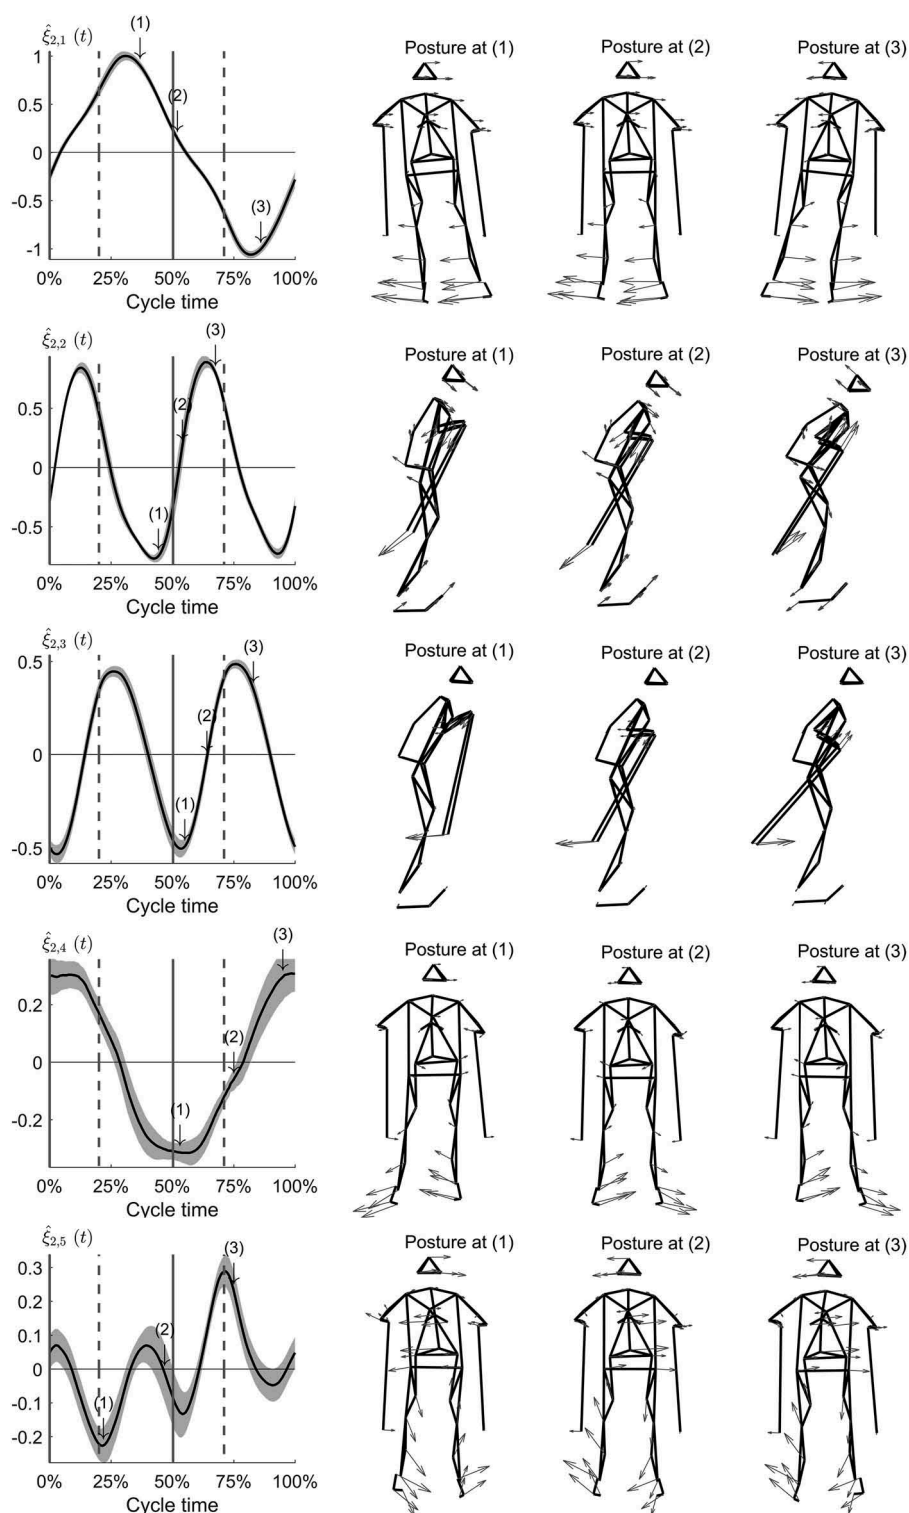 ξ̂₂,₁ (t)
(1)
(2)
(3)
1
0.5
0
-0.5
-1
0% 25% 50% 75% 100%
Cycle time
Posture at (1) Posture at (2) Posture at (3)
ξ̂₂,₂ (t)
(3)
(2)
(1)
0.5
0
-0.5
0% 25% 50% 75% 100%
Cycle time
Posture at (1) Posture at (2) Posture at (3)
ξ̂₂,₃ (t)
(3)
(2)
(1)
0.5
0
-0.5
0% 25% 50% 75% 100%
Cycle time
Posture at (1) Posture at (2) Posture at (3)
ξ̂₂,₄ (t)
(3)
(2)
(1)
0.2
0
-0.2
0% 25% 50% 75% 100%
Cycle time
Posture at (1) Posture at (2) Posture at (3)
ξ̂₂,₅ (t)
(3)
(2)
(1)
0.3
0.2
0.1
0
-0.1
-0.2
0% 25% 50% 75% 100%
Cycle time
Posture at (1) Posture at (2) Posture at (3)